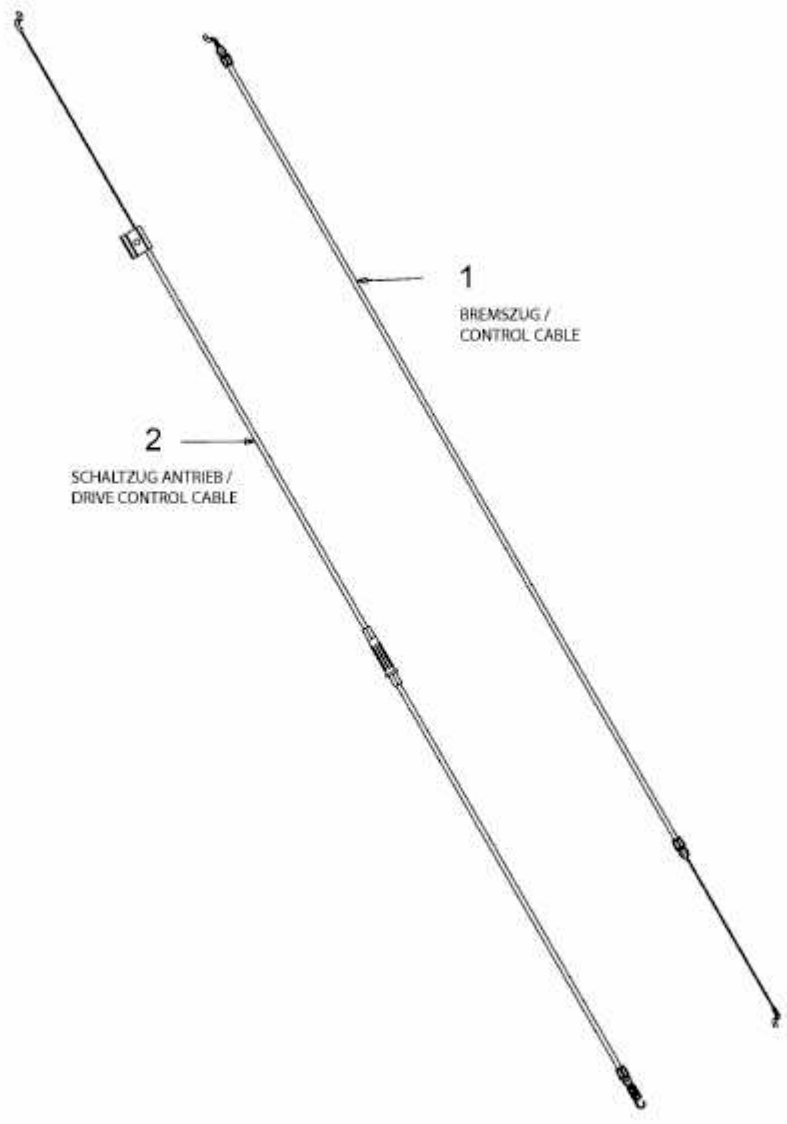 1
BREMSZUG /
CONTROL CABLE
2
SCHALTZUG ANTRIEB /
DRIVE CONTROL CABLE